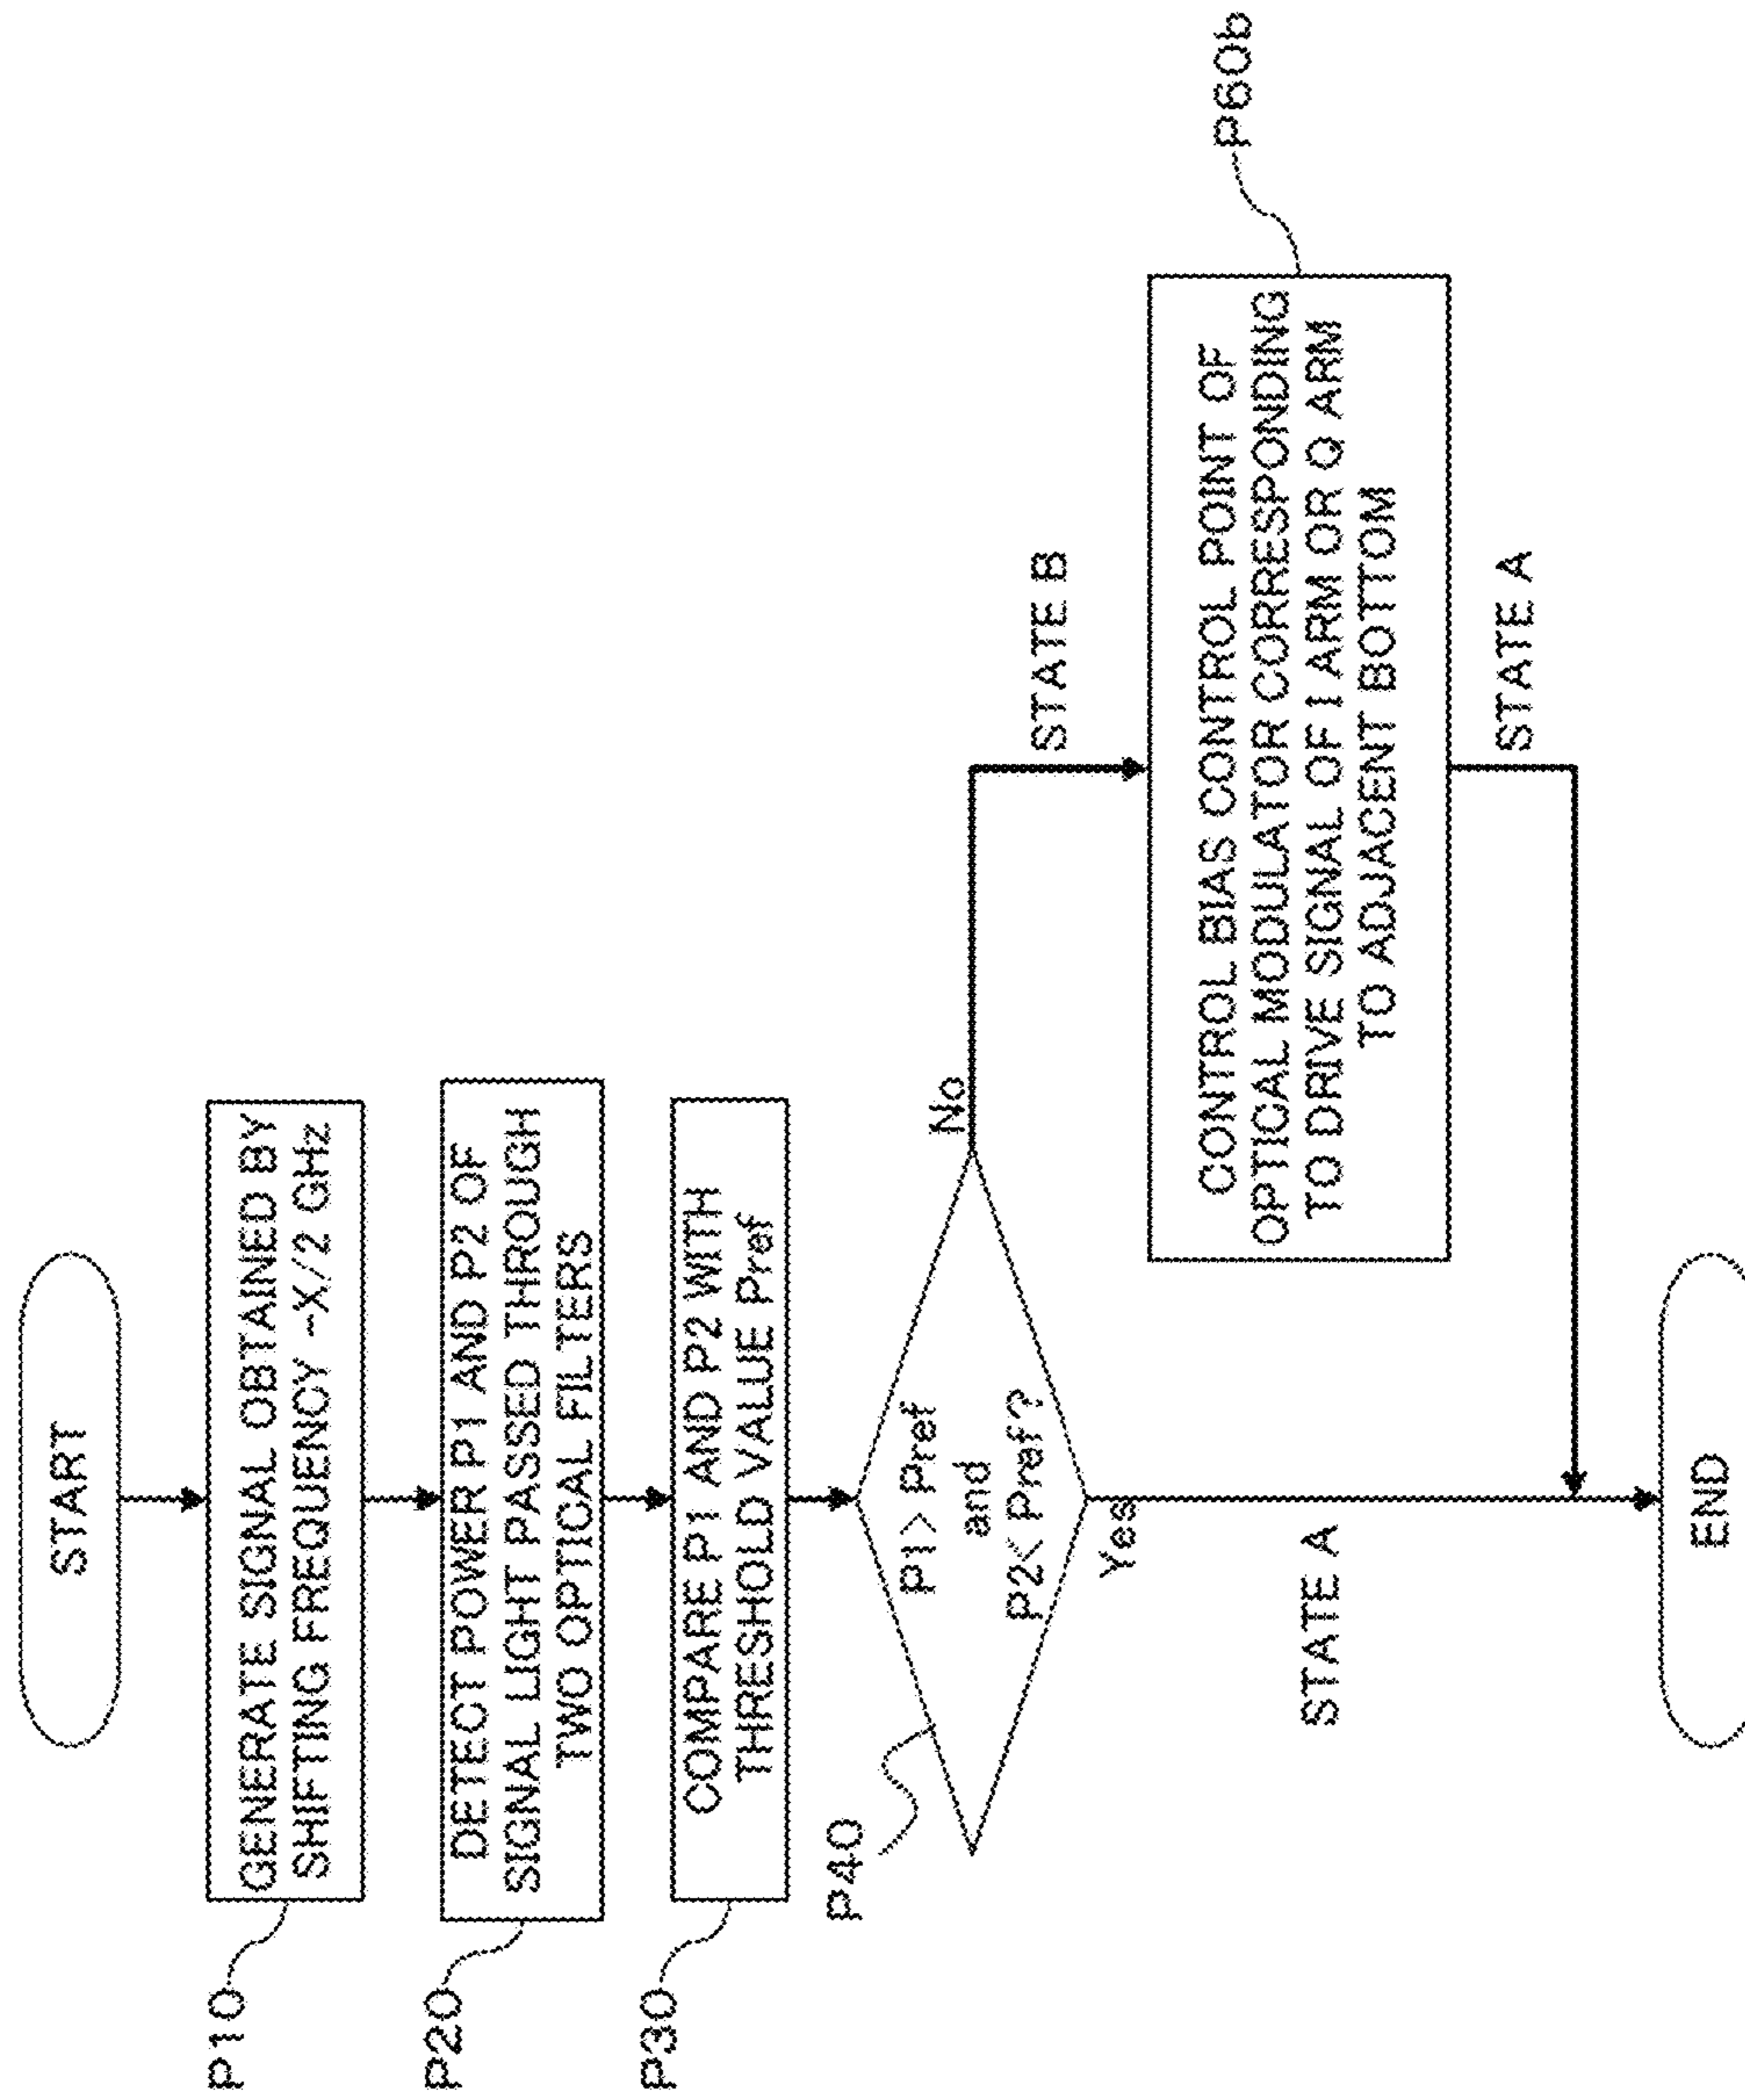 START
P10
GENERATE SIGNAL OBTAINED BY
SHIFTING FREQUENCY -X/2 GHz
P20
DETECT POWER P1 AND P2 OF
SIGNAL LIGHT PASSED THROUGH
TWO OPTICAL FILTERS
P30
COMPARE P1 AND P2 WITH
THRESHOLD VALUE Pref
P40
P1> Pref
and
P2< Pref?
No
Yes
STATE B
CONTROL BIAS CONTROL POINT OF
OPTICAL MODULATOR CORRESPONDING
TO DRIVE SIGNAL OF I ARM OR Q ARM
TO ADJACENT BOTTOM
P60b
STATE A
STATE A
END